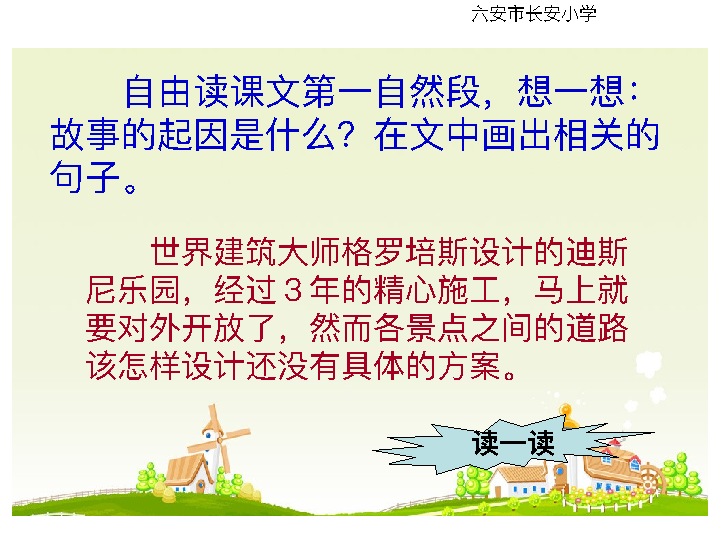 六安市长安小学
自由读课文第一自然段，想一想：
故事的起因是什么？在文中画出相关的
句子。
世界建筑大师格罗培斯设计的迪斯
尼乐园，经过３年的精心施工，马上就
要对外开放了，然而各景点之间的道路
该怎样设计还没有具体的方案。
读一读